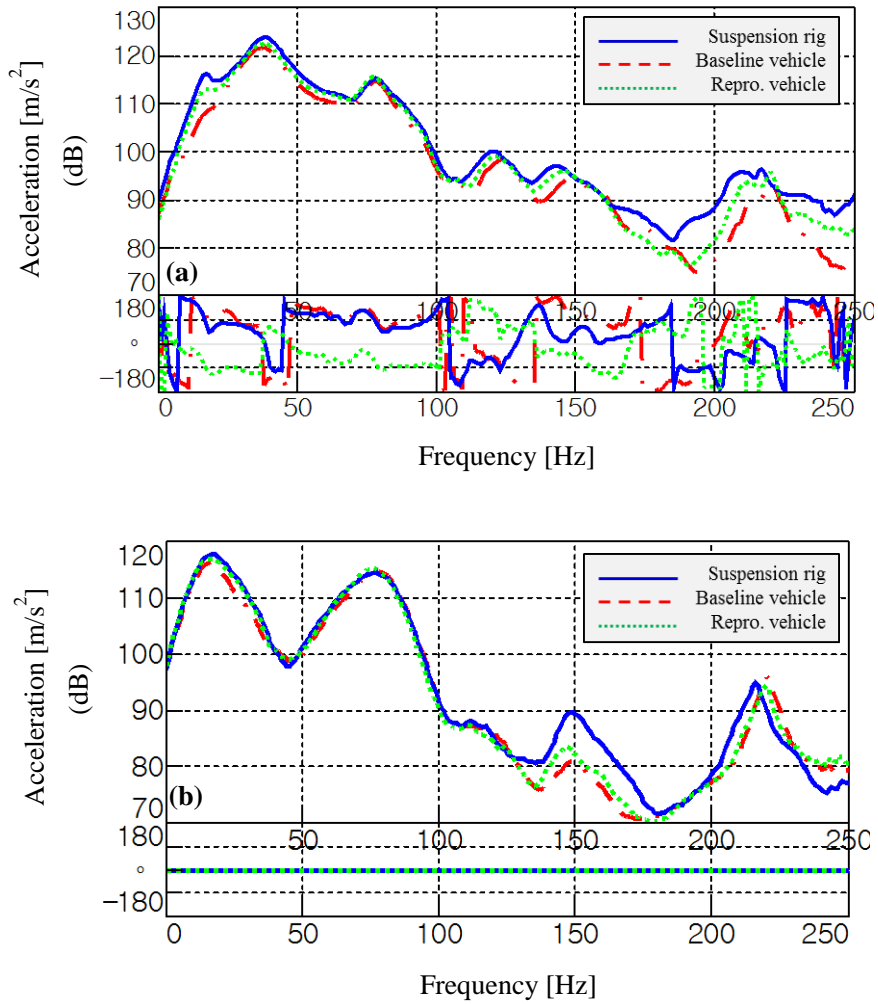 130
120
110
100
90
80
70
Acceleration [m/s²]
(dB)
Suspension rig
Baseline vehicle
Repro. vehicle
(a)
0 50 100 150 200 250
180
°
−180
0 50 100 150 200 250
Frequency [Hz]
120
110
100
90
80
70
Acceleration [m/s²]
(dB)
Suspension rig
Baseline vehicle
Repro. vehicle
(b)
0 50 100 150 200 250
180
°
−180
0 50 100 150 200 250
Frequency [Hz]